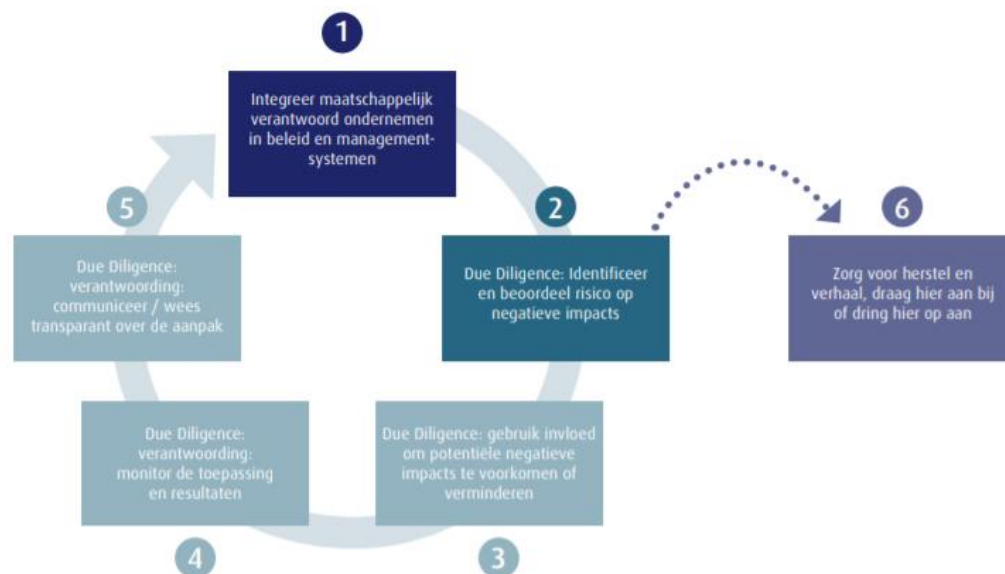 1
Integreer maatschappelijk
verantwoord ondernemen
in beleid en management-
systemen
2
Due Diligence: Identificeer
en beoordeel risico op
negatieve impacts
3
Due Diligence: gebruik invloed
om potentiële negatieve
impacts te voorkomen of
verminderen
4
Due Diligence:
verantwoording:
monitor de toepassing
en resultaten
5
Due Diligence:
verantwoording:
communiceer / wees
transparant over de aanpak
6
Zorg voor herstel en
verhaal, draag hier aan bij
of dring hier op aan